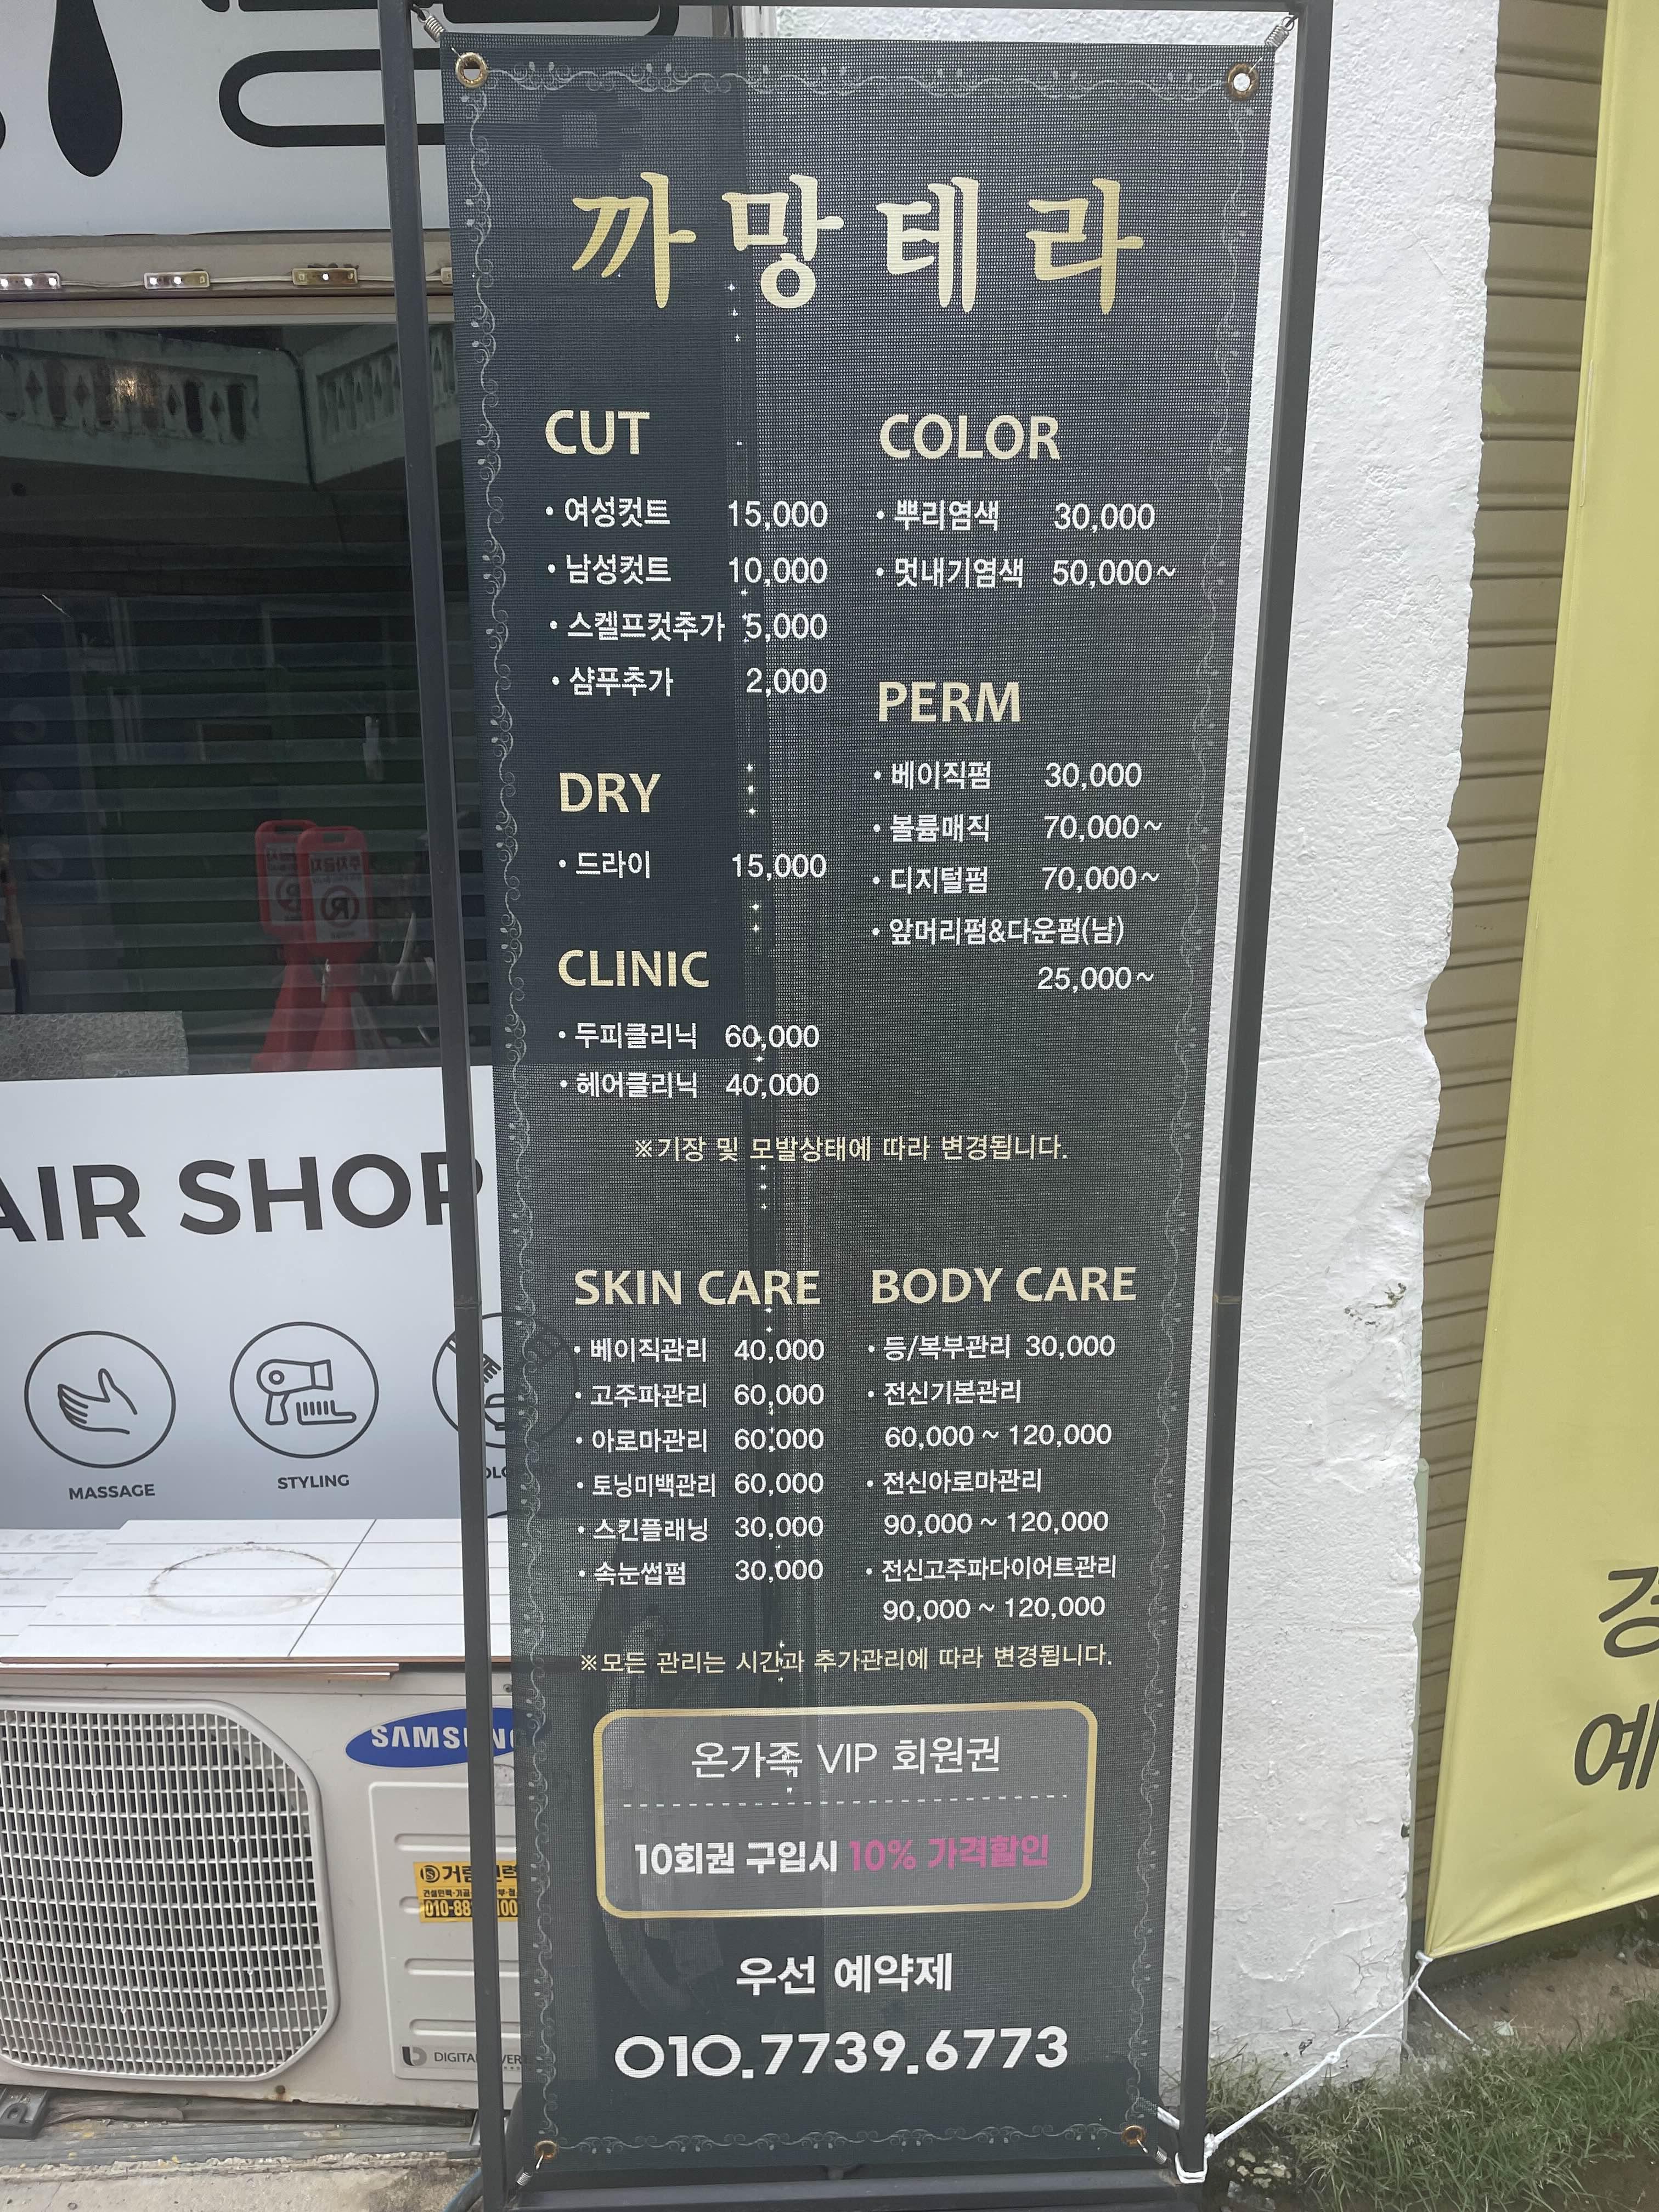 까망테라
CUT
• 여성컷트 15,000
• 남성컷트 10,000
• 스켈프컷추가 5,000
• 샴푸추가 2,000
DRY
• 드라이 15,000
CLINIC
• 두피클리닉 60,000
• 헤어클리닉 40,000
COLOR
• 뿌리염색 30,000
• 멋내기염색 50,000~
PERM
• 베이직펌 30,000
• 볼륨매직 70,000~
• 디지털펌 70,000~
• 앞머리펌&다운펌(남)
25,000~
※기장 및 모발상태에 따라 변경됩니다.
SKIN CARE
• 베이직관리 40,000
• 고주파관리 60,000
• 아로마관리 60,000
• 토닝미백관리 60,000
• 스킨플래닝 30,000
• 속눈썹펌 30,000
BODY CARE
• 등/복부관리 30,000
• 전신기본관리
60,000 ~ 120,000
• 전신아로마관리
90,000 ~ 120,000
• 전신고주파다이어트관리
90,000 ~ 120,000
※모든 관리는 시간과 추가관리에 따라 변경됩니다.
온가족 VIP 회원권
10회권 구입시 10% 가격할인
우선 예약제
010.7739.6773
AIR SHOP
MASSAGE
STYLING
SAMSUNG
경
예